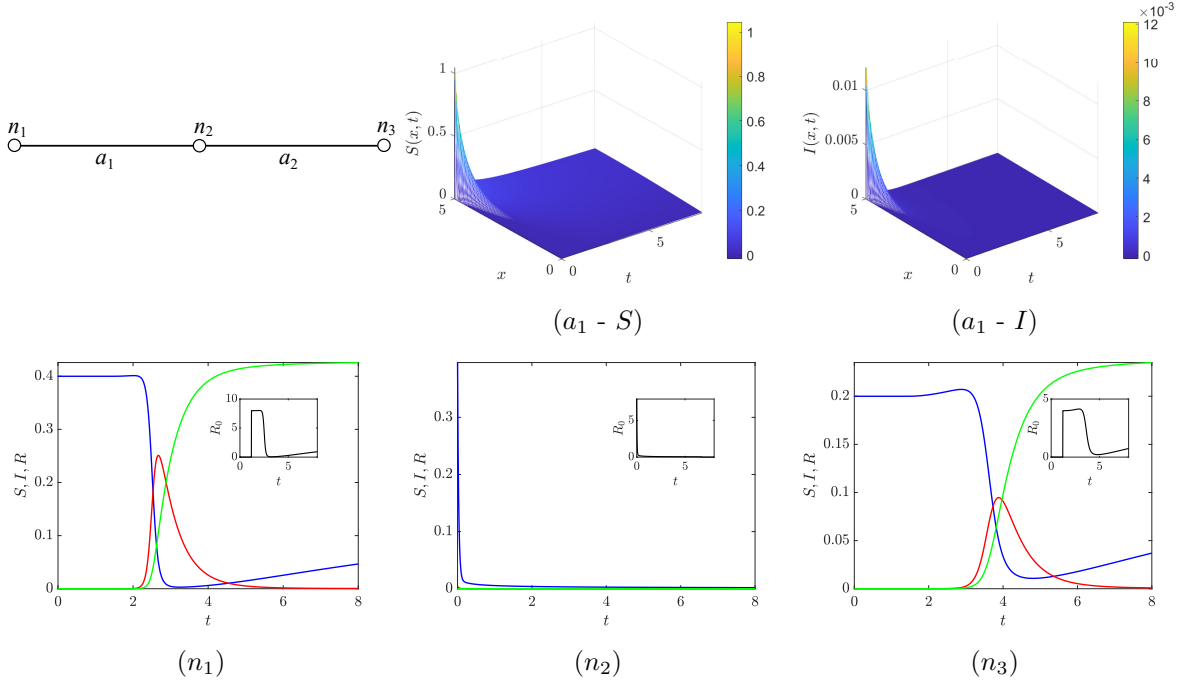 n₁ n₂ n₃
a₁ a₂
1
0.8
0.6
0.4
0.2
0
S(x, t)
1
0.5
0
5
x
0 0
t
5
(a₁ - S)
×10⁻³
12
10
8
6
4
2
0
I(x, t)
0.01
0.005
0
5
x
0 0
t
5
(a₁ - I)
S, I, R
0.4
0.3
0.2
0.1
0
0 2 4 6 8
t
R₀
10
5
0
0 5
t
(n₁)
S, I, R
0.3
0.2
0.1
0
0 2 4 6 8
t
R₀
5
0
0 5
t
(n₂)
S, I, R
0.2
0.15
0.1
0.05
0
0 2 4 6 8
t
R₀
5
0
0 5
t
(n₃)